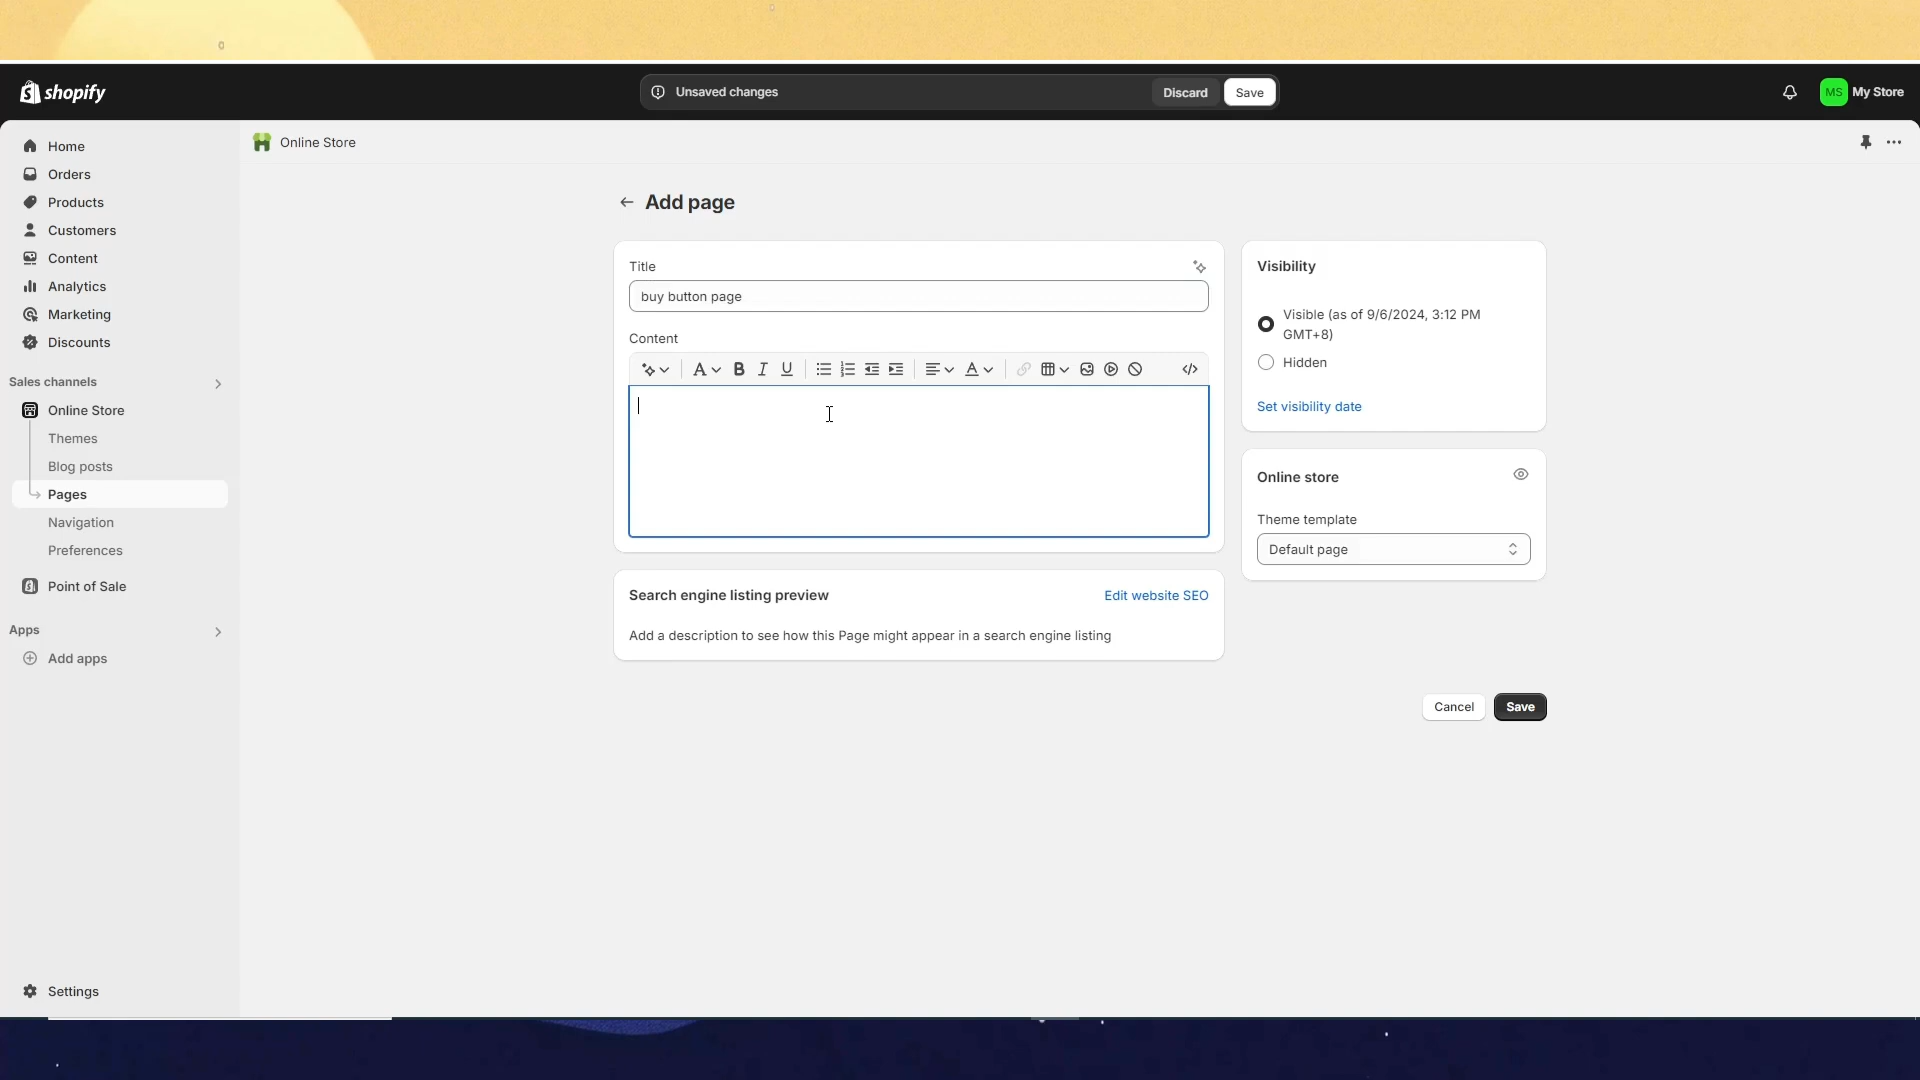 shopify
Unsaved changes
Discard
Save
MS
My Store
Home
Orders
Products
Customers
Content
Analytics
Marketing
Discounts
Sales channels
Online Store
Themes
Blog posts
Pages
Navigation
Preferences
Point of Sale
Apps
Add apps
Settings
Online Store
Add page
Title
buy button page
Content
A
B
I
U
A
Search engine listing preview
Edit website SEO
Add a description to see how this Page might appear in a search engine listing
Visibility
Visible (as of 9/6/2024, 3:12 PM
GMT+8)
Hidden
Set visibility date
Online store
Theme template
Default page
Cancel
Save